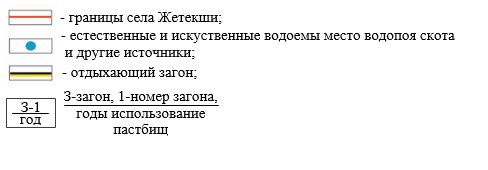 - границы села Жетекши;
- естественные и искуственные водоемы место водопоя скота
и другие источники;
- отдыхающий загон;
З-1
год
З-загон, 1-номер загона,
годы использование
пастбищ